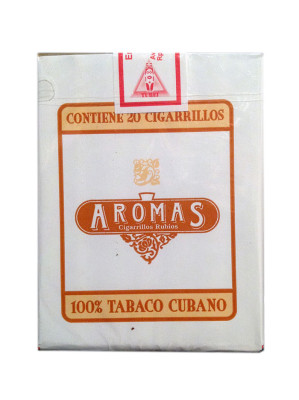 CONTIENE 20 CIGARRILLOS
AROMAS
Cigarrillos Rubios
100% TABACO CUBANO